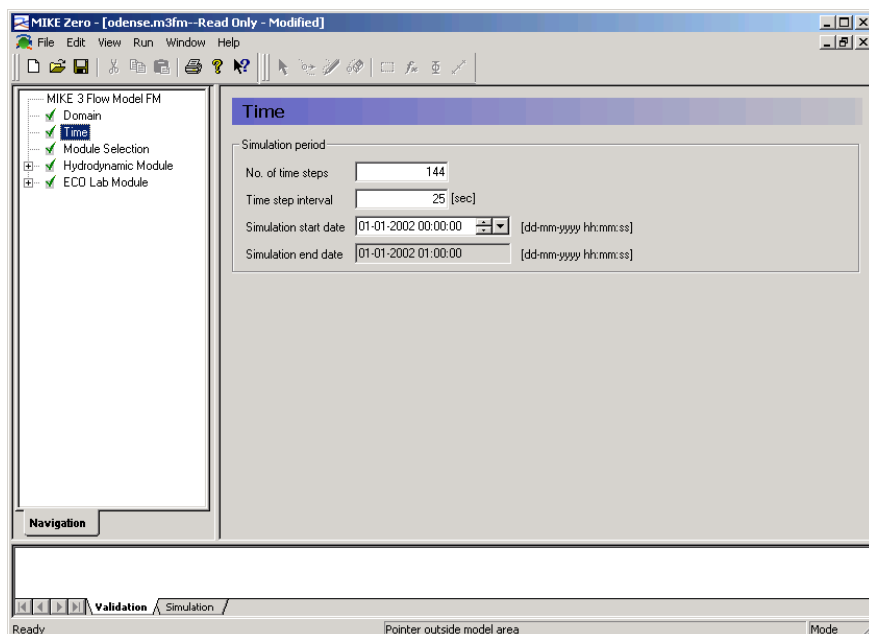 MIKE Zero - [odense.m3fm--Read Only - Modified]
File Edit View Run Window Help
MIKE 3 Flow Model FM
Domain
Time
Module Selection
Hydrodynamic Module
ECO Lab Module
Navigation
Time
Simulation period
No. of time steps 144
Time step interval 25 [sec]
Simulation start date 01-01-2002 00:00:00 [dd-mm-yyyy hh:mm:ss]
Simulation end date 01-01-2002 01:00:00 [dd-mm-yyyy hh:mm:ss]
Validation Simulation
Ready Pointer outside model area Mode